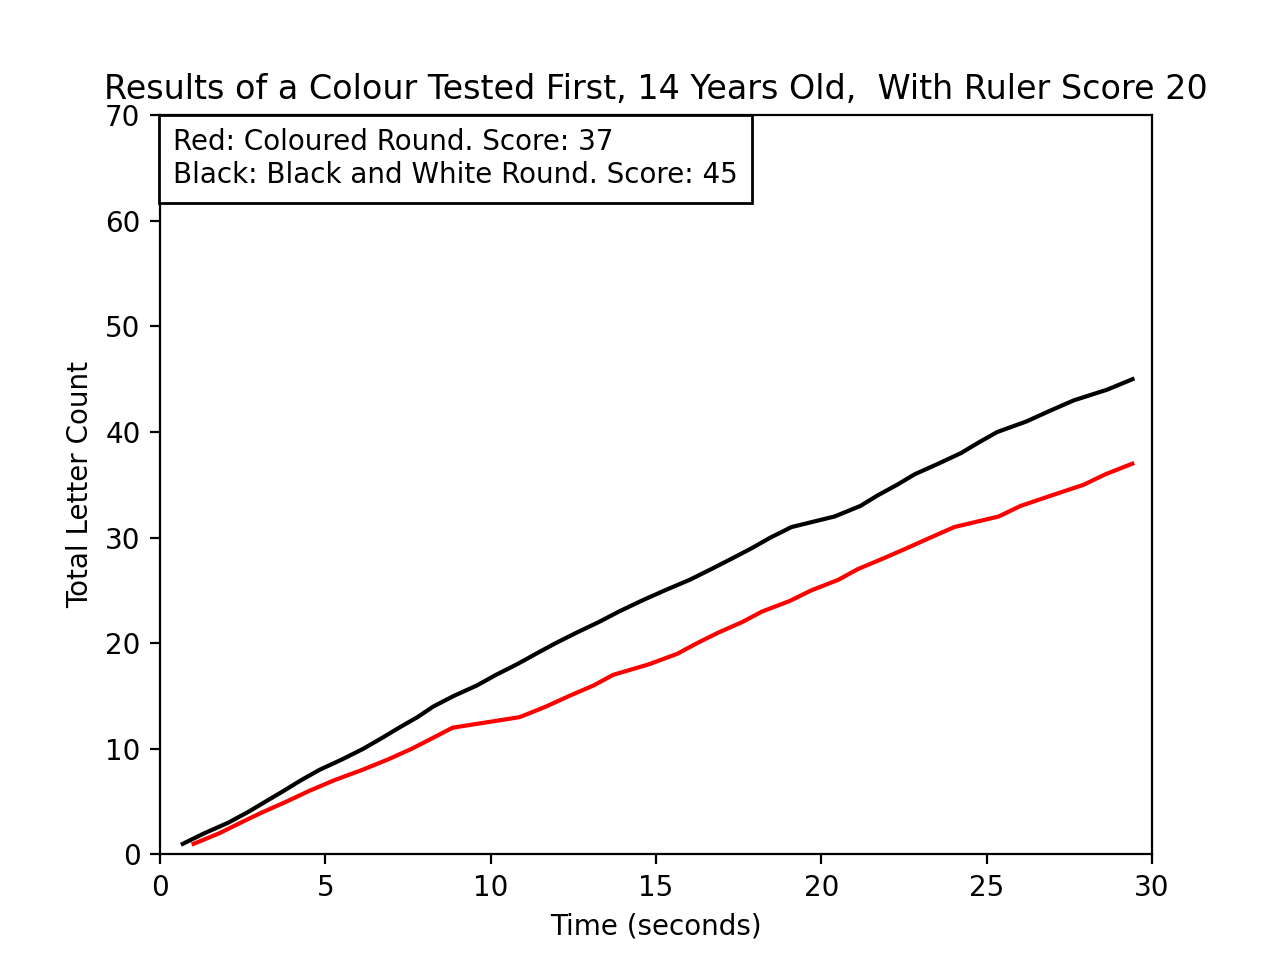 Results of a Colour Tested First, 14 Years Old,  With Ruler Score 20
Red: Coloured Round. Score: 37
Black: Black and White Round. Score: 45
70
60
50
40
30
20
10
0
Total Letter Count
0 5 10 15 20 25 30
Time (seconds)